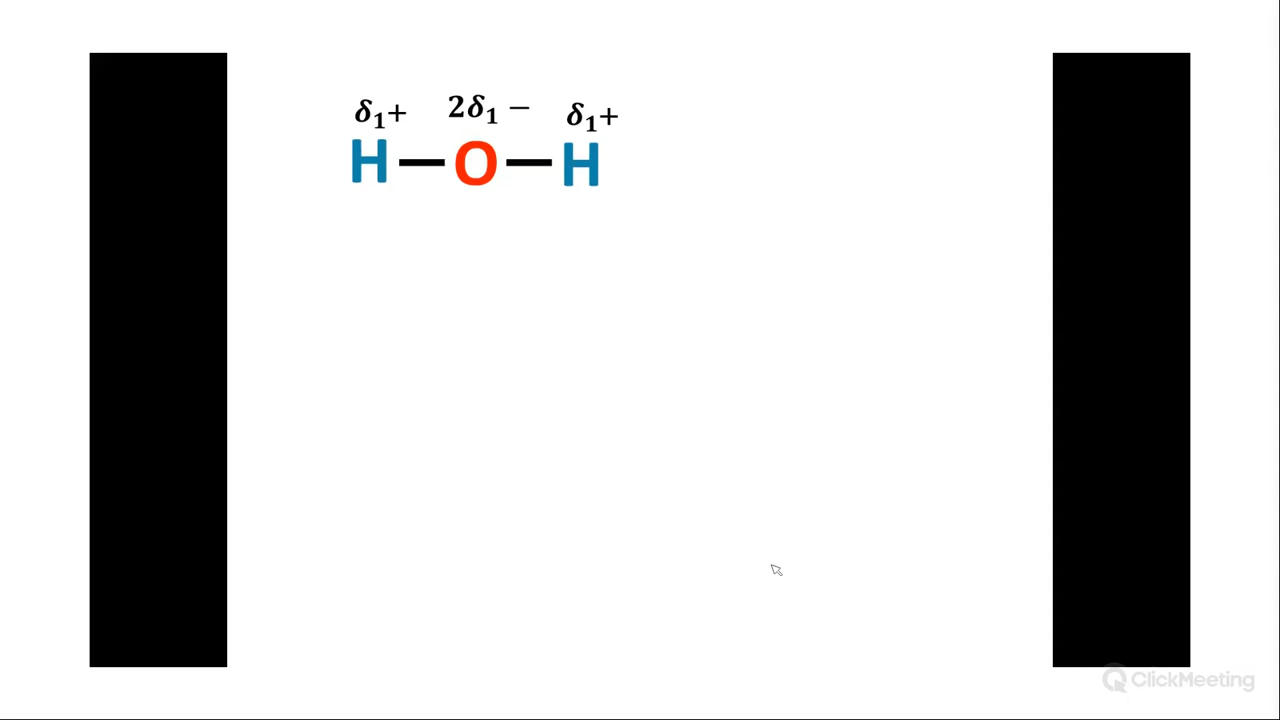 δ₁+ 2δ₁ − δ₁+
H — O — H
ClickMeeting